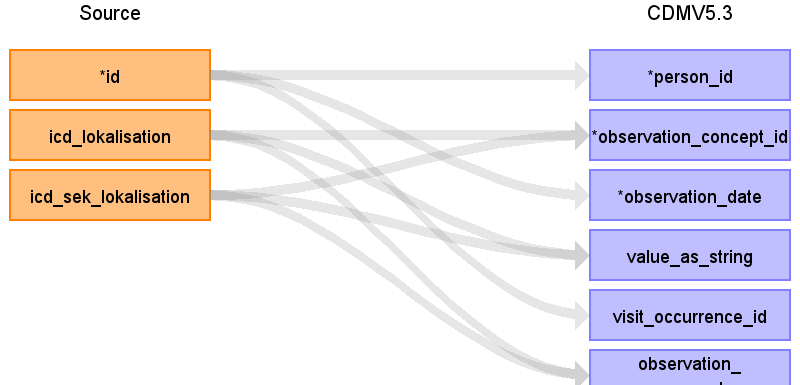 Source
CDMV5.3
*id
*person_id
icd_lokalisation
*observation_concept_id
icd_sek_lokalisation
*observation_date
value_as_string
visit_occurrence_id
observation_